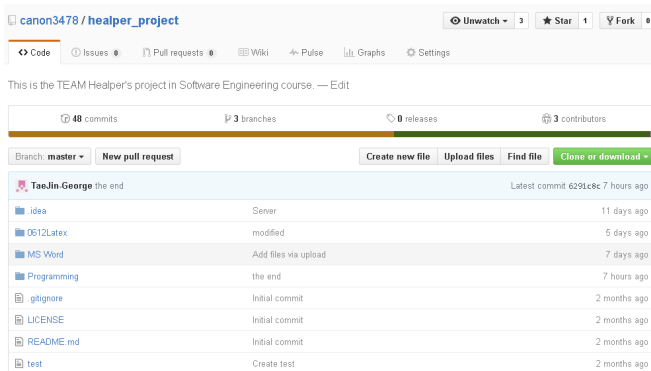 canon3478 / healper_project
Unwatch 3 Star 1 Fork 0
Code Issues 0 Pull requests 0 Wiki Pulse Graphs Settings
This is the TEAM Healper's project in Software Engineering course. — Edit
48 commits 3 branches 0 releases 3 contributors
Branch: master New pull request Create new file Upload files Find file Clone or download
TaeJin-George the end Latest commit 6291c8c 7 hours ago
.idea Server 11 days ago
0612Latex modified 5 days ago
MS Word Add files via upload 7 days ago
Programming the end 7 hours ago
.gitignore Initial commit 2 months ago
LICENSE Initial commit 2 months ago
README.md Initial commit 2 months ago
test Create test 2 months ago